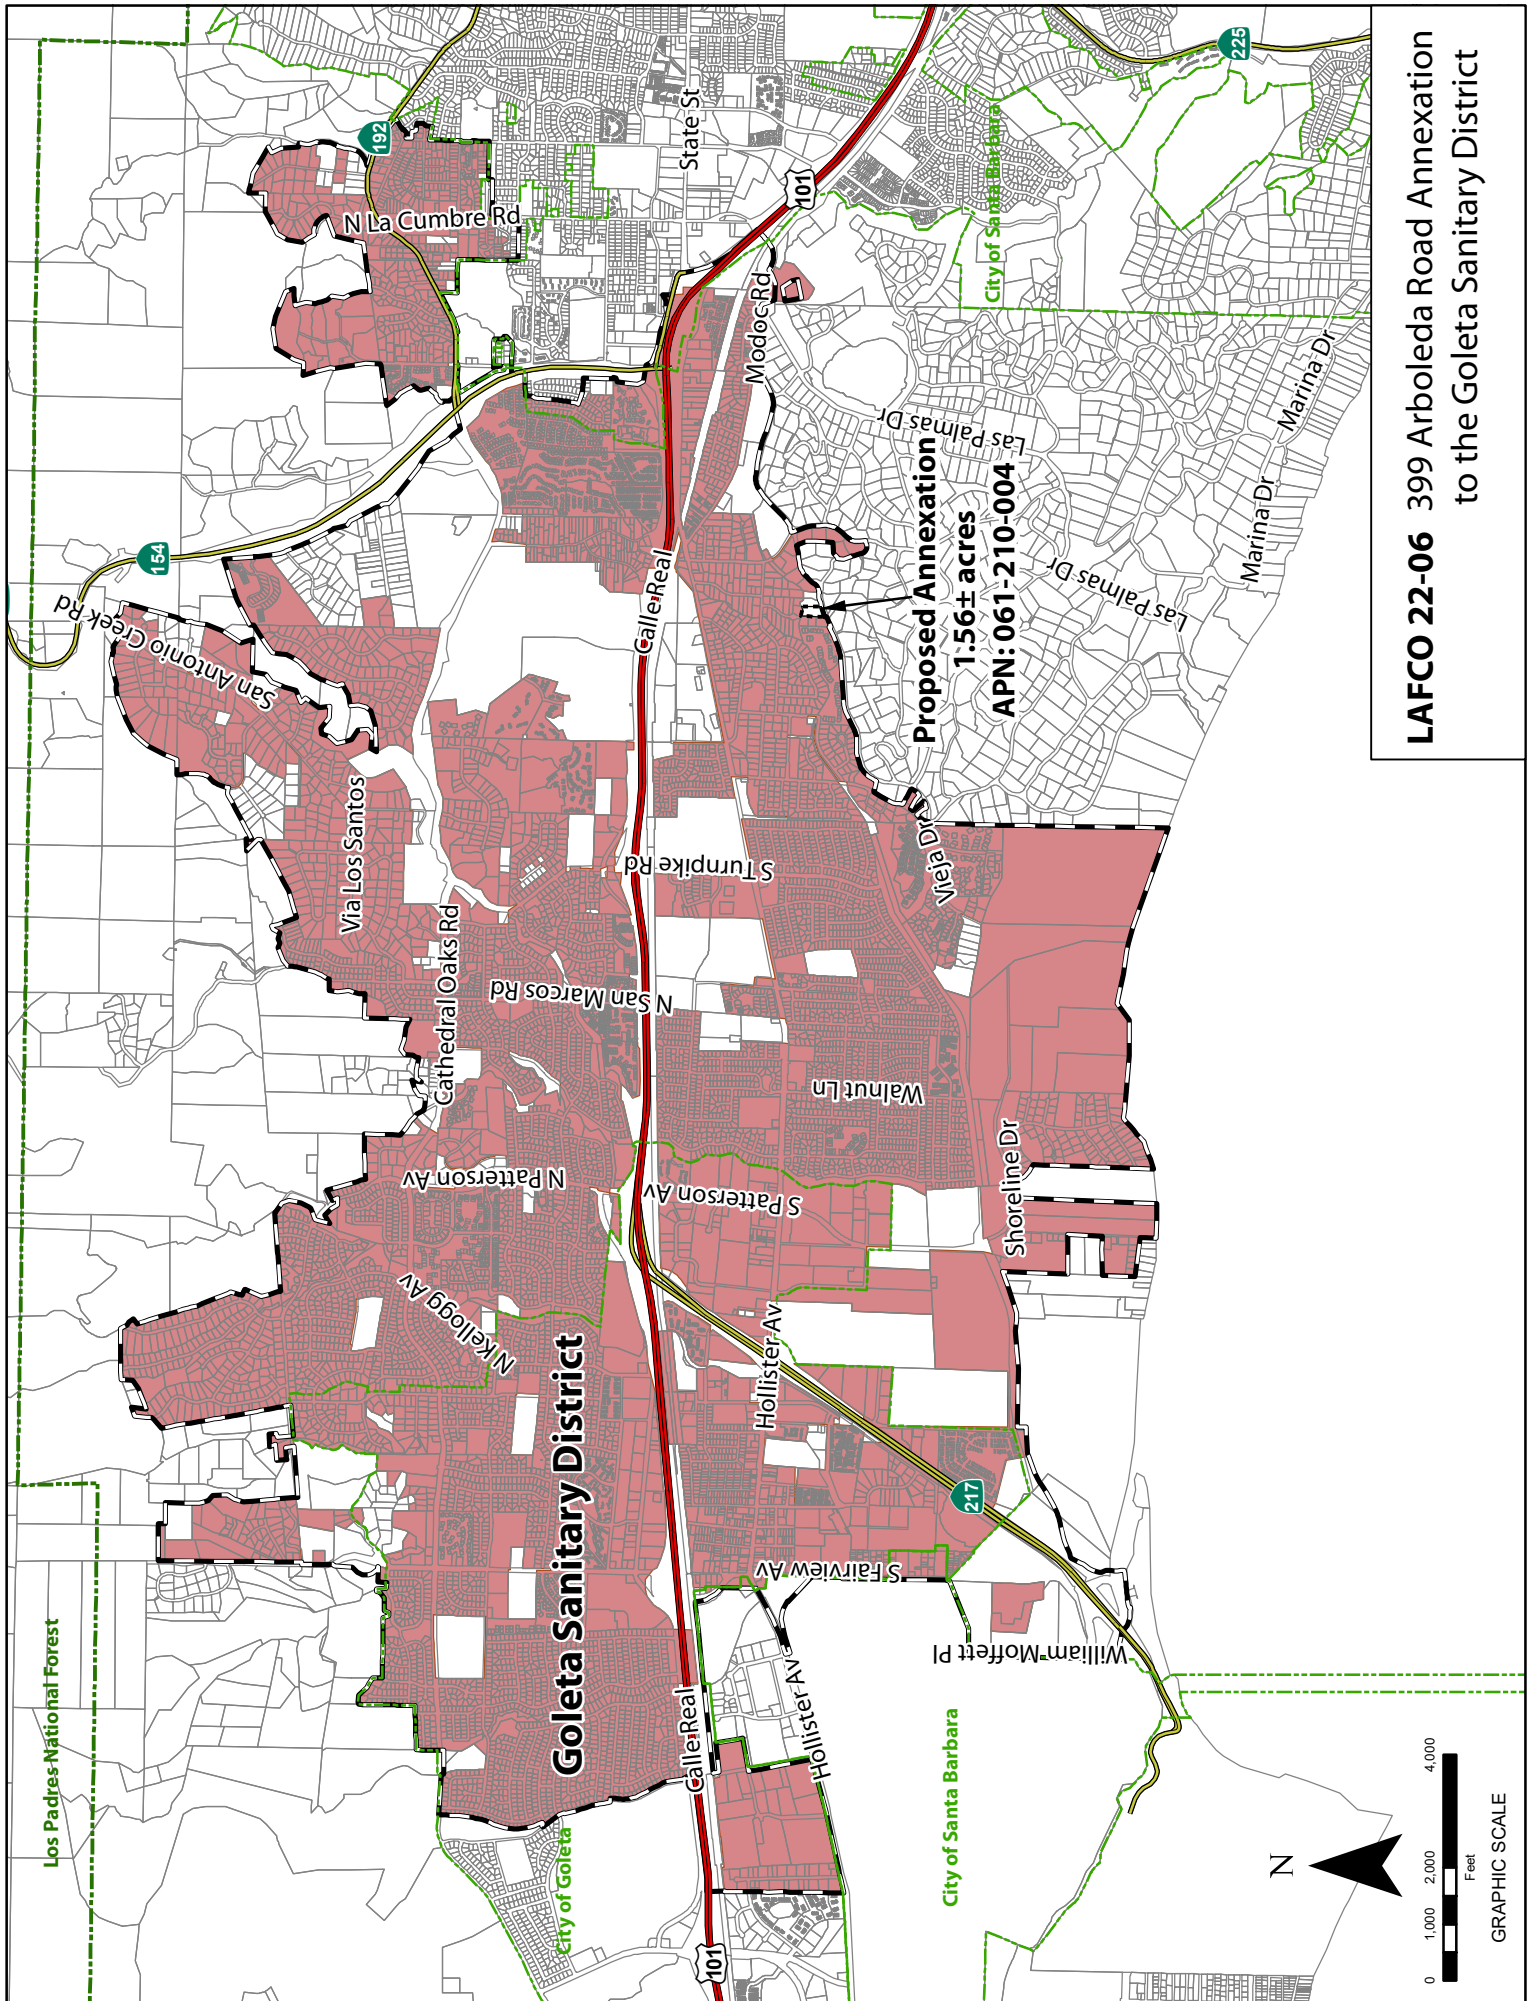 Los Padres National Forest
154
192
225
San Antonio Creek Rd
N La Cumbre Rd
State St
Via Los Santos
Cathedral Oaks Rd
N San Marcos Rd
N Patterson Av
N Kellogg Av
Goleta Sanitary District
City of Goleta
101
Calle Real
Calle Real
101
S Turnpike Rd
Modoc Rd
City of Santa Barbara
Las Palmas Dr
Proposed Annexation
1.56± acres
APN: 061-210-004
Las Palmas Dr
Marina Dr
Marina Dr
Vieja Dr
Walnut Ln
S Patterson Av
Shoreline Dr
Hollister Av
217
S Fairview Av
William Moffett Pl
Hollister Av
City of Santa Barbara
N
0 1,000 2,000 4,000
Feet
GRAPHIC SCALE
LAFCO 22-06 399 Arboleda Road Annexation
to the Goleta Sanitary District